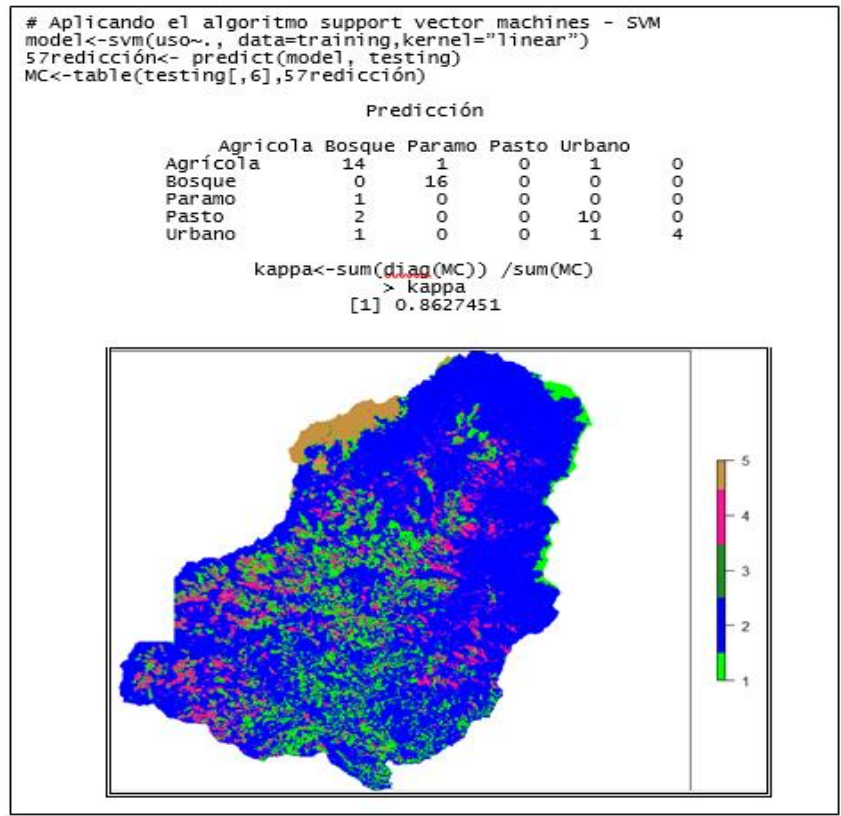 # Aplicando el algoritmo support vector machines - SVM
model<-svm(uso~., data=training,kernel=”linear”)
57redicción<- predict(model, testing)
MC<-table(testing[,6],57redicción)
Predicción
Agricola Bosque Paramo Pasto Urbano
Agrícola 14 1 0 1 0
Bosque 0 16 0 0 0
Paramo 1 0 0 0 0
Pasto 2 0 0 10 0
Urbano 1 0 0 1 4
kappa<-sum(diag(MC)) /sum(MC)
> kappa
[1] 0.8627451
5
4
3
2
1